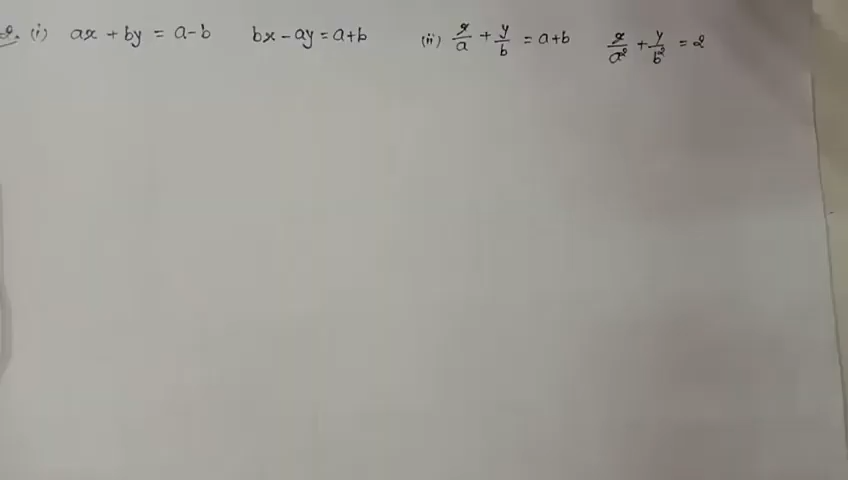 2. (i) ax + by = a-b bx - ay = a+b (ii) x/a + y/b = a+b x/a² + y/b² = 2